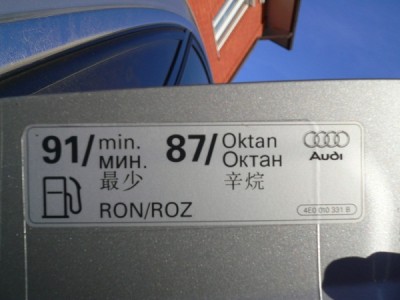 91/ min. 87/ Oktan
мин. Октан
最少 辛烷
RON/ROZ
Audi
4E0 010 331 B